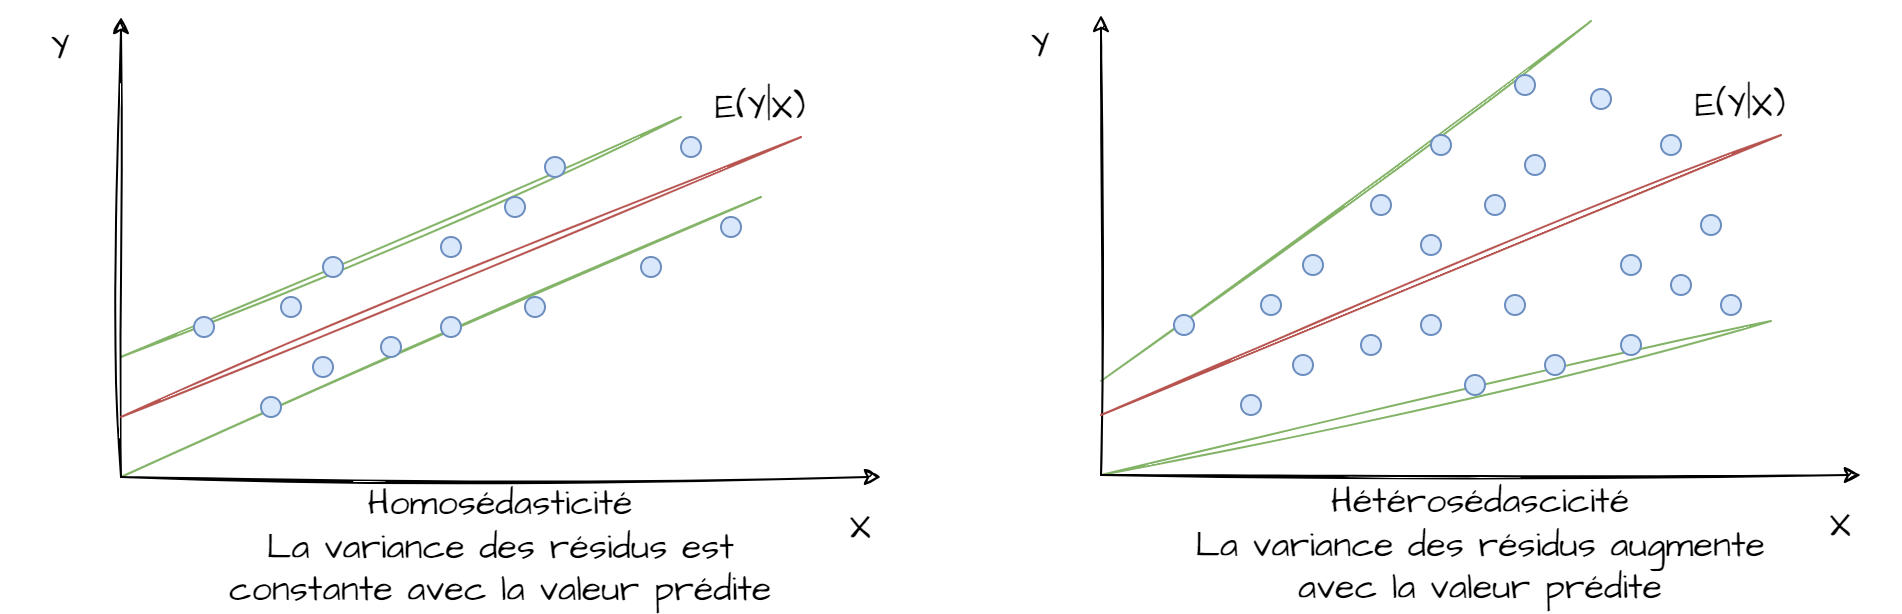 Y
E(Y|X)
Homosédasticité
X
La variance des résidus est
constante avec la valeur prédite
Y
E(Y|X)
Hétérosédascicité
X
La variance des résidus augmente
avec la valeur prédite